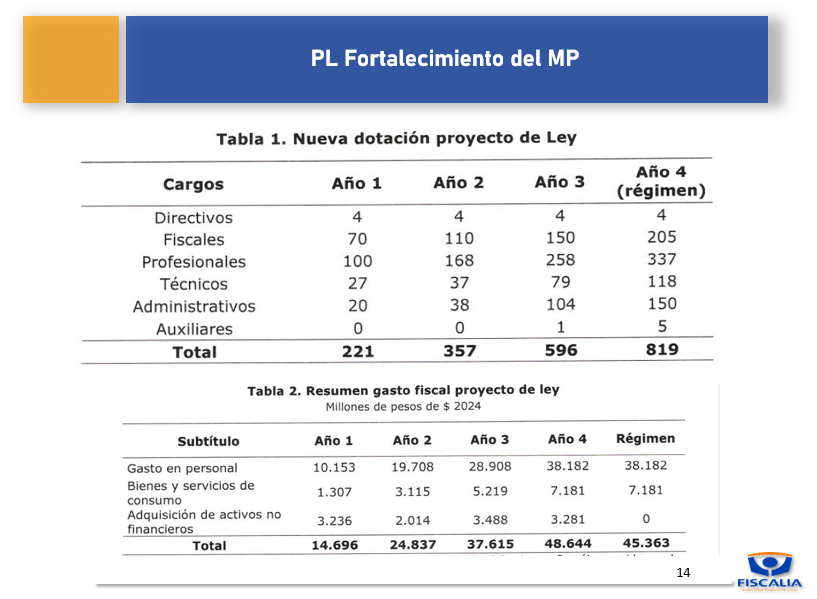 PL Fortalecimiento del MP
Tabla 1. Nueva dotación proyecto de Ley
Cargos Año 1 Año 2 Año 3 Año 4 (régimen)
Directivos 4 4 4 4
Fiscales 70 110 150 205
Profesionales 100 168 258 337
Técnicos 27 37 79 118
Administrativos 20 38 104 150
Auxiliares 0 0 1 5
Total 221 357 596 819
Tabla 2. Resumen gasto fiscal proyecto de ley
Millones de pesos de $ 2024
Subtítulo Año 1 Año 2 Año 3 Año 4 Régimen
Gasto en personal 10.153 19.708 28.908 38.182 38.182
Bienes y servicios de
consumo 1.307 3.115 5.219 7.181 7.181
Adquisición de activos no
financieros 3.236 2.014 3.488 3.281 0
Total 14.696 24.837 37.615 48.644 45.363
14
FISCALIA